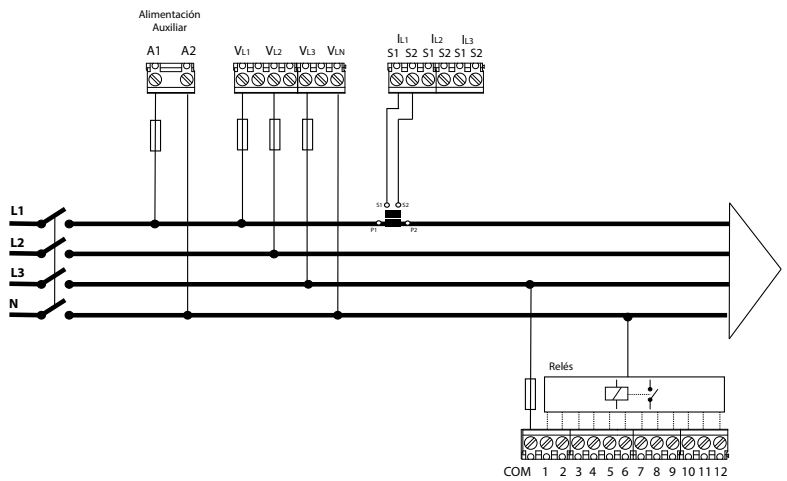 Alimentación
Auxiliar
A1 A2
VL1 VL2 VL3 VLN
IL1 IL2 IL3
S1 S2 S1 S2 S1 S2
S1 S2
P1 P2
L1
L2
L3
N
Relés
COM 1 2 3 4 5 6 7 8 9 10 11 12